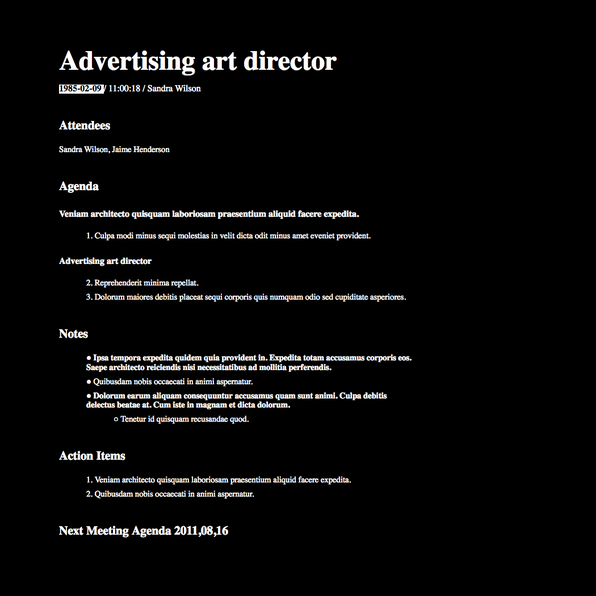 Advertising art director
1985-02-09 / 11:00:18 / Sandra Wilson
Attendees
Sandra Wilson, Jaime Henderson
Agenda
Veniam architecto quisquam laboriosam praesentium aliquid facere expedita.
1. Culpa modi minus sequi molestias in velit dicta odit minus amet eveniet provident.
Advertising art director
2. Reprehenderit minima repellat.
3. Dolorum maiores debitis placeat sequi corporis quis numquam odio sed cupiditate asperiores.
Notes
● Ipsa tempora expedita quidem quia provident in. Expedita totam accusamus corporis eos.
Saepe architecto reiciendis nisi necessitatibus ad mollitia perferendis.
● Quibusdam nobis occaecati in animi aspernatur.
● Dolorum earum aliquam consequuntur accusamus quam sunt animi. Culpa debitis
delectus beatae at. Cum iste in magnam et dicta dolorum.
○ Tenetur id quisquam recusandae quod.
Action Items
1. Veniam architecto quisquam laboriosam praesentium aliquid facere expedita.
2. Quibusdam nobis occaecati in animi aspernatur.
Next Meeting Agenda 2011,08,16